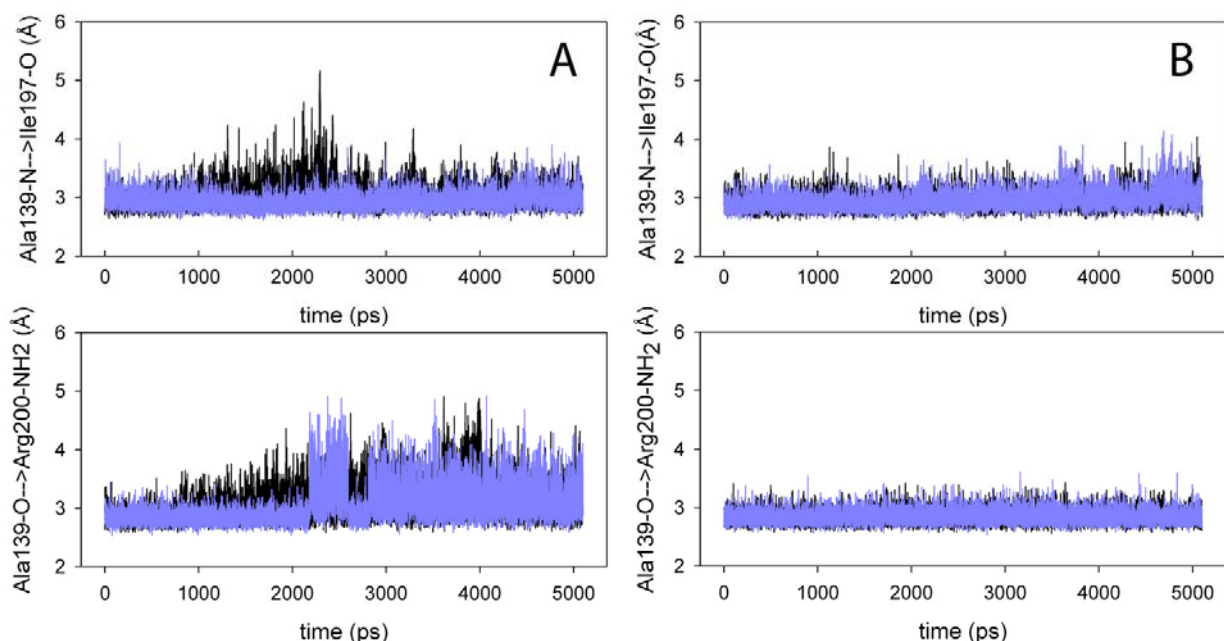 Ala139-N-->Ile197-O (Å)
6
5
4
3
2
A
0 1000 2000 3000 4000 5000
time (ps)
Ala139-N-->Ile197-O(Å)
6
5
4
3
2
B
0 1000 2000 3000 4000 5000
time (ps)
Ala139-O-->Arg200-NH2 (Å)
6
5
4
3
2
0 1000 2000 3000 4000 5000
time (ps)
Ala139-O-->Arg200-NH₂ (Å)
6
5
4
3
2
0 1000 2000 3000 4000 5000
time (ps)